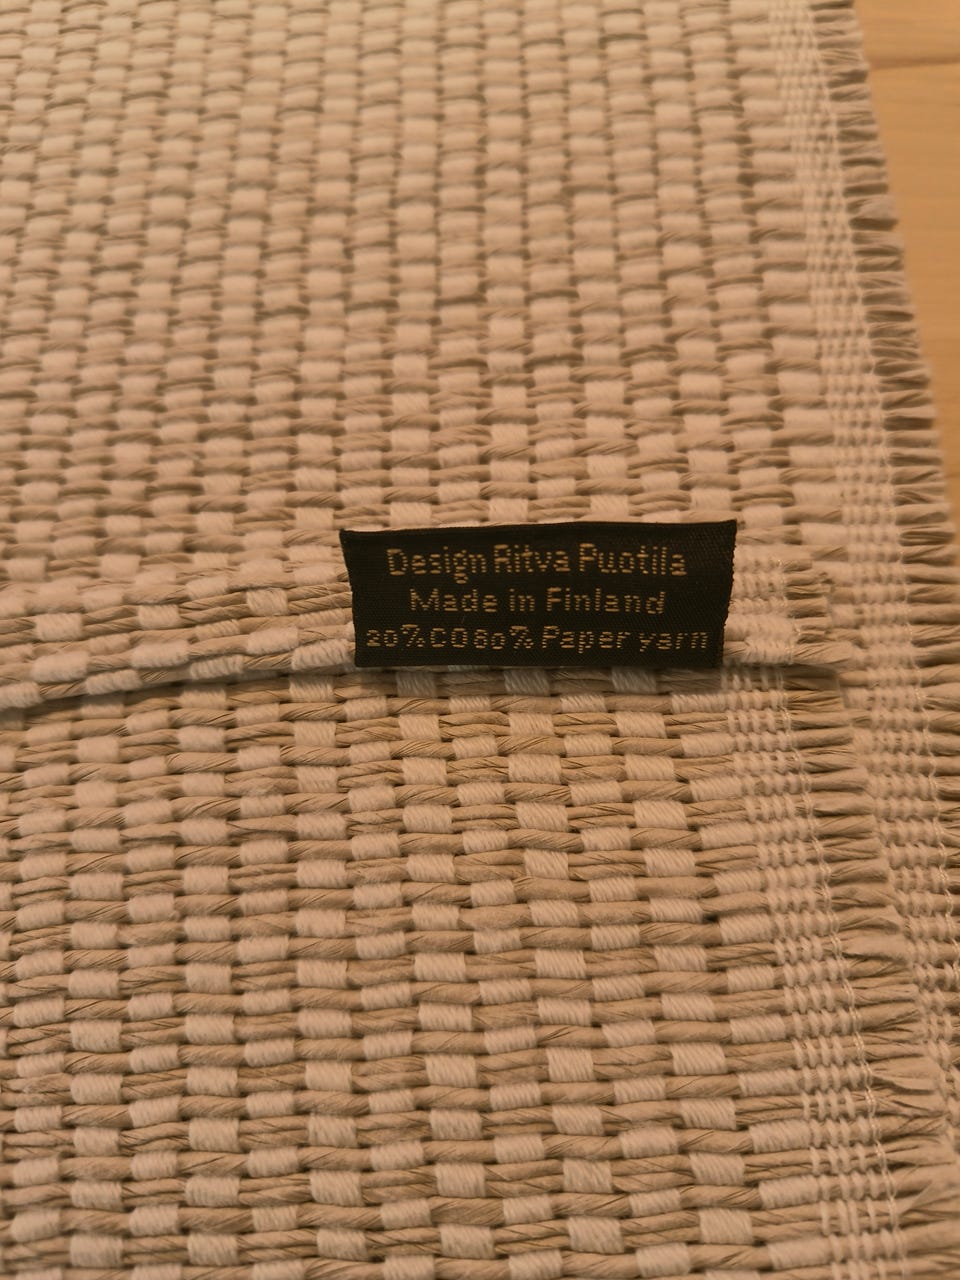 Design Ritva Puotila
Made in Finland
20%CO80% Paper yarn